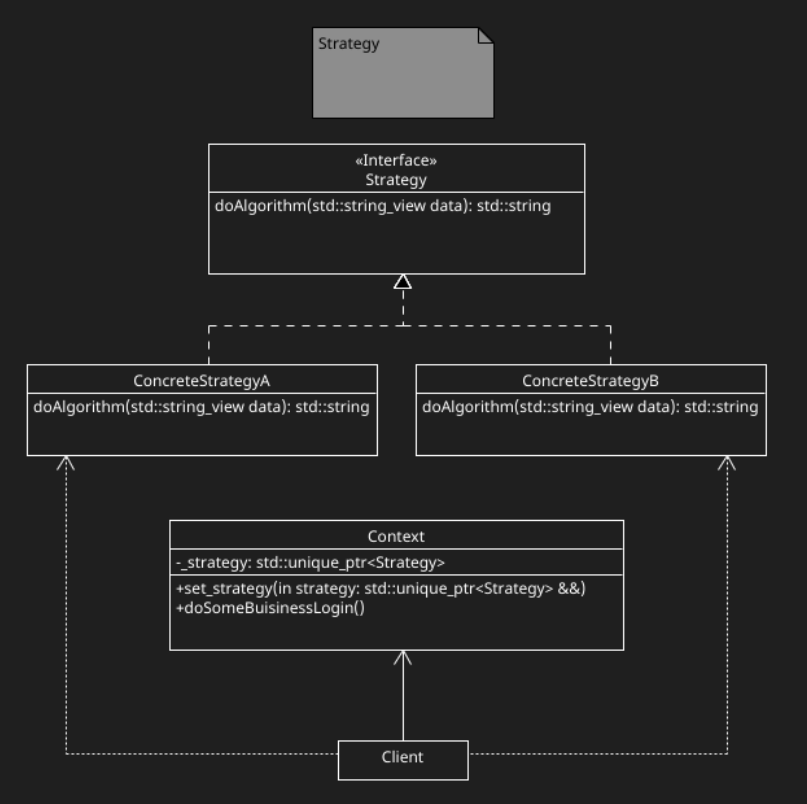 Strategy
«Interface»
Strategy
doAlgorithm(std::string_view data): std::string
ConcreteStrategyA
doAlgorithm(std::string_view data): std::string
ConcreteStrategyB
doAlgorithm(std::string_view data): std::string
Context
-_strategy: std::unique_ptr<Strategy>
+set_strategy(in strategy: std::unique_ptr<Strategy> &&)
+doSomeBuisinessLogin()
Client